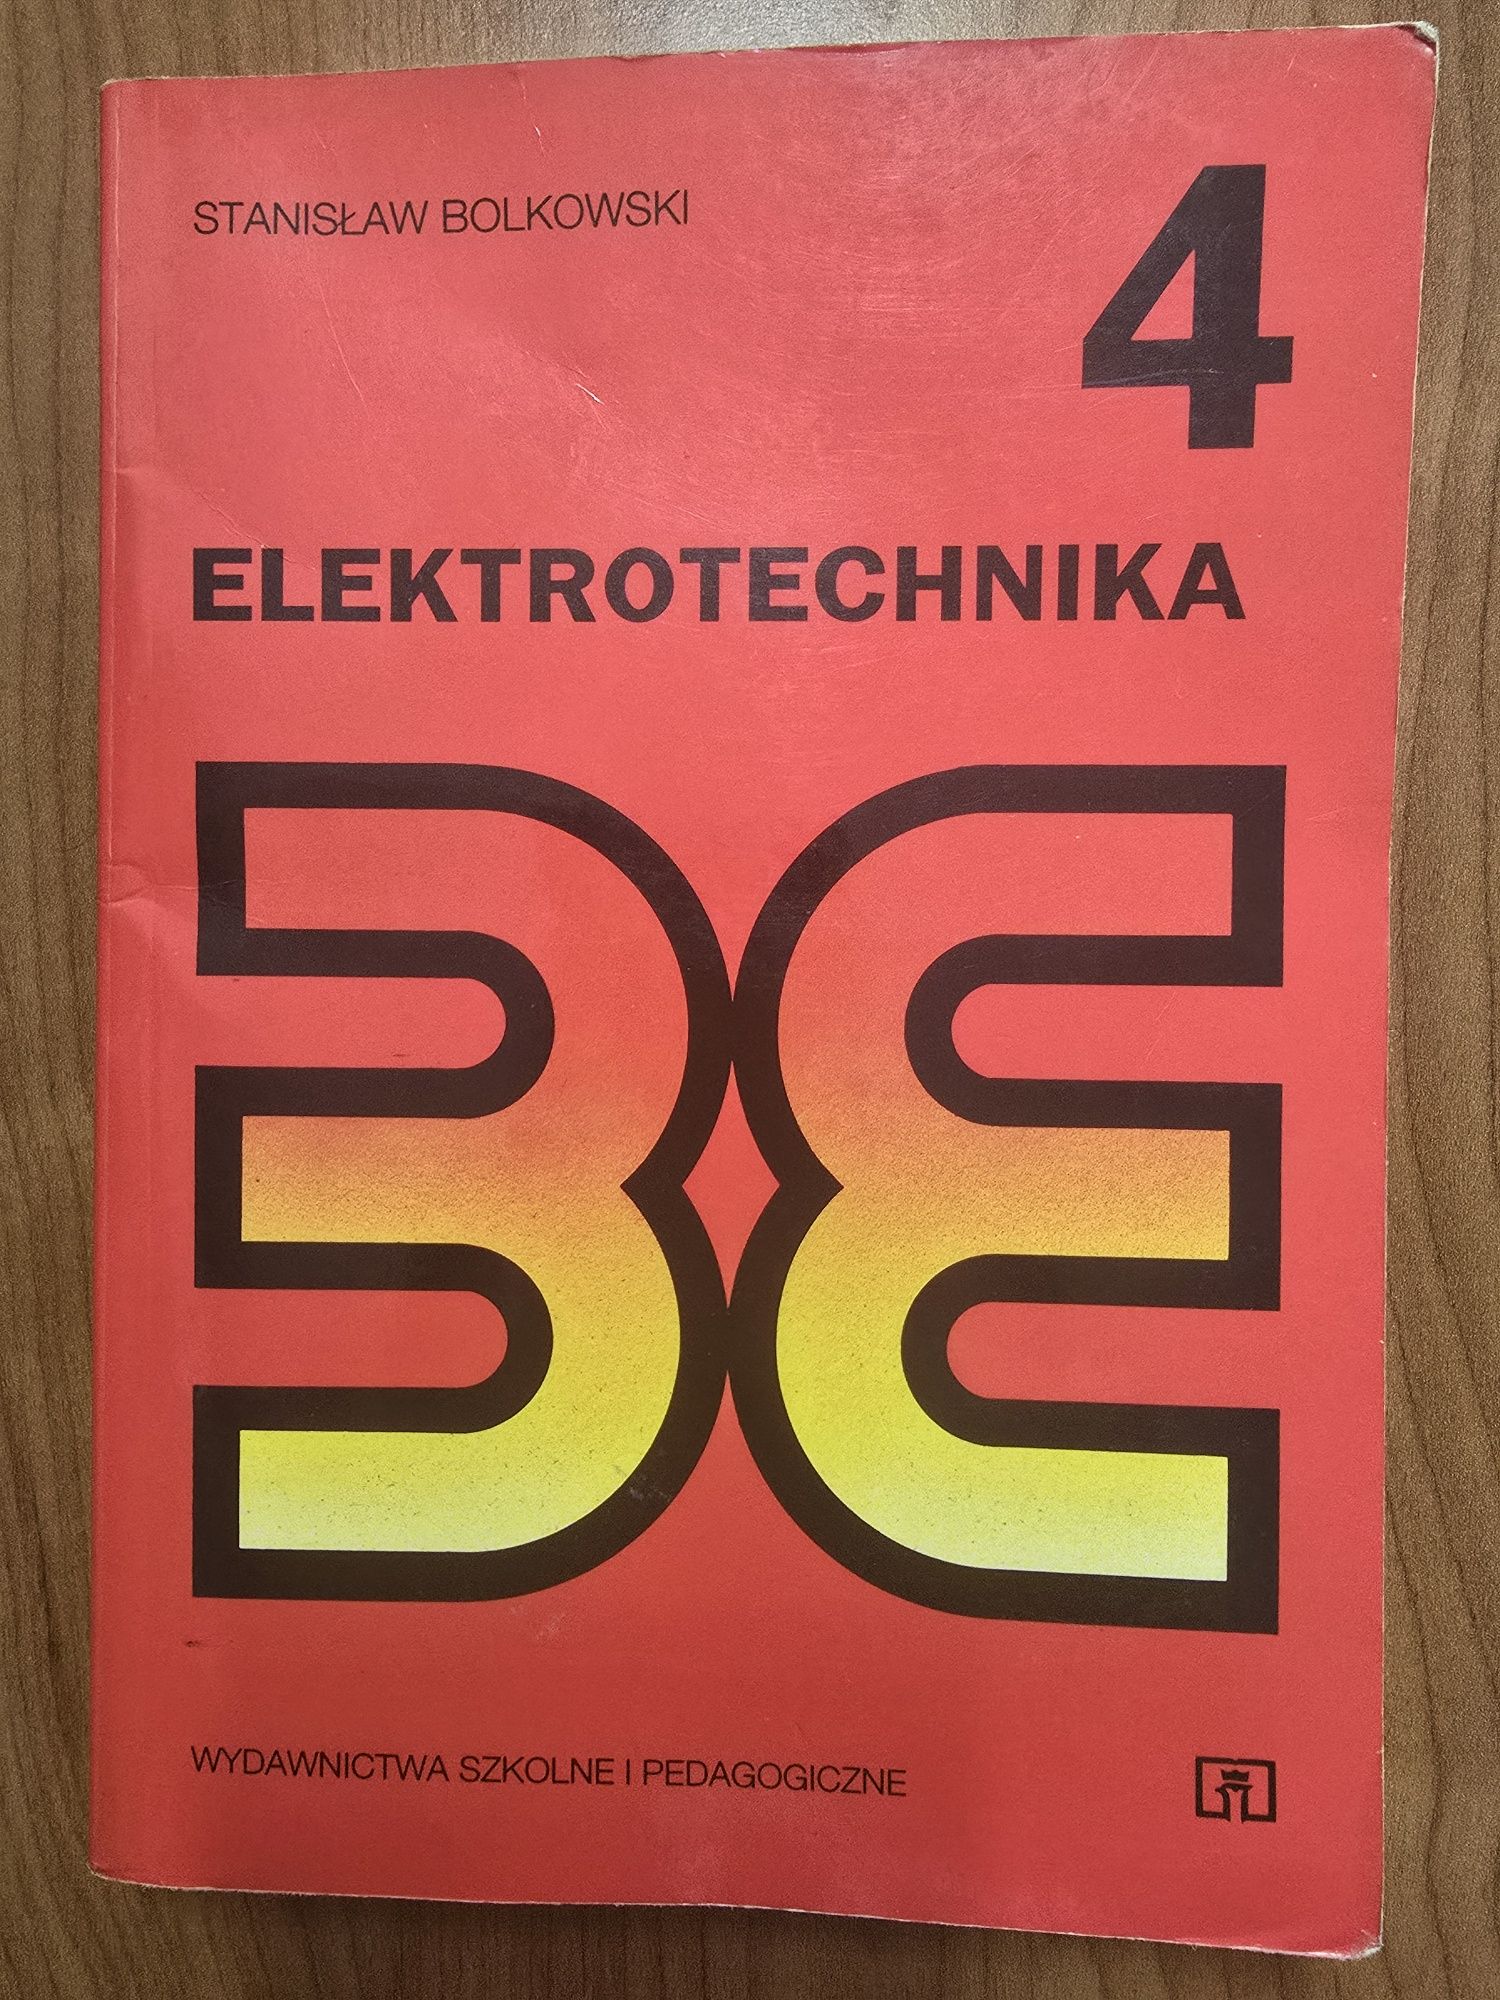 STANISŁAW BOLKOWSKI
4
ELEKTROTECHNIKA
WYDAWNICTWA SZKOLNE I PEDAGOGICZNE